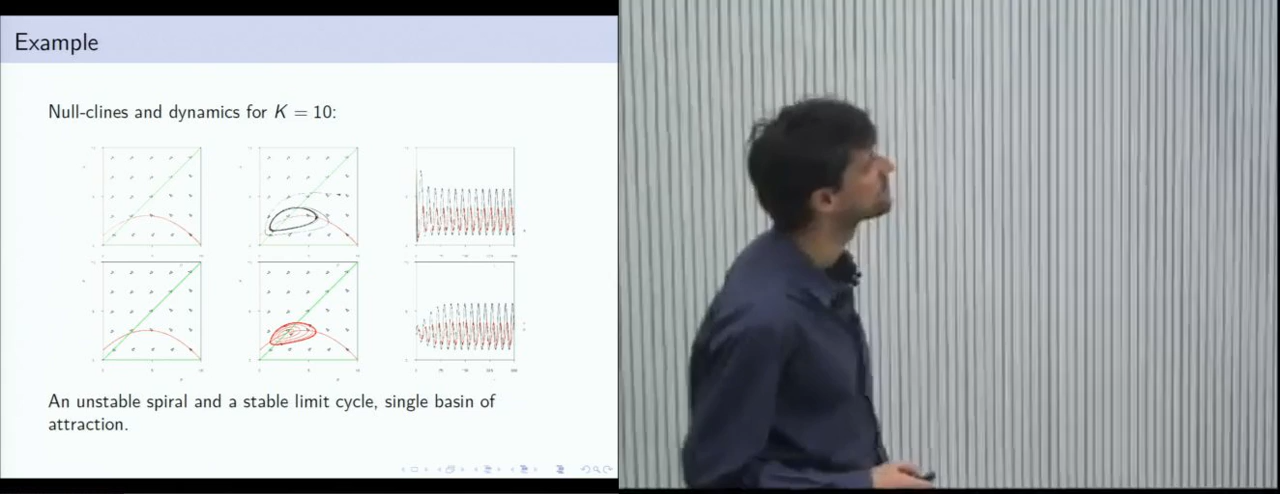 Example
Null-clines and dynamics for K = 10:
An unstable spiral and a stable limit cycle, single basin of
attraction.